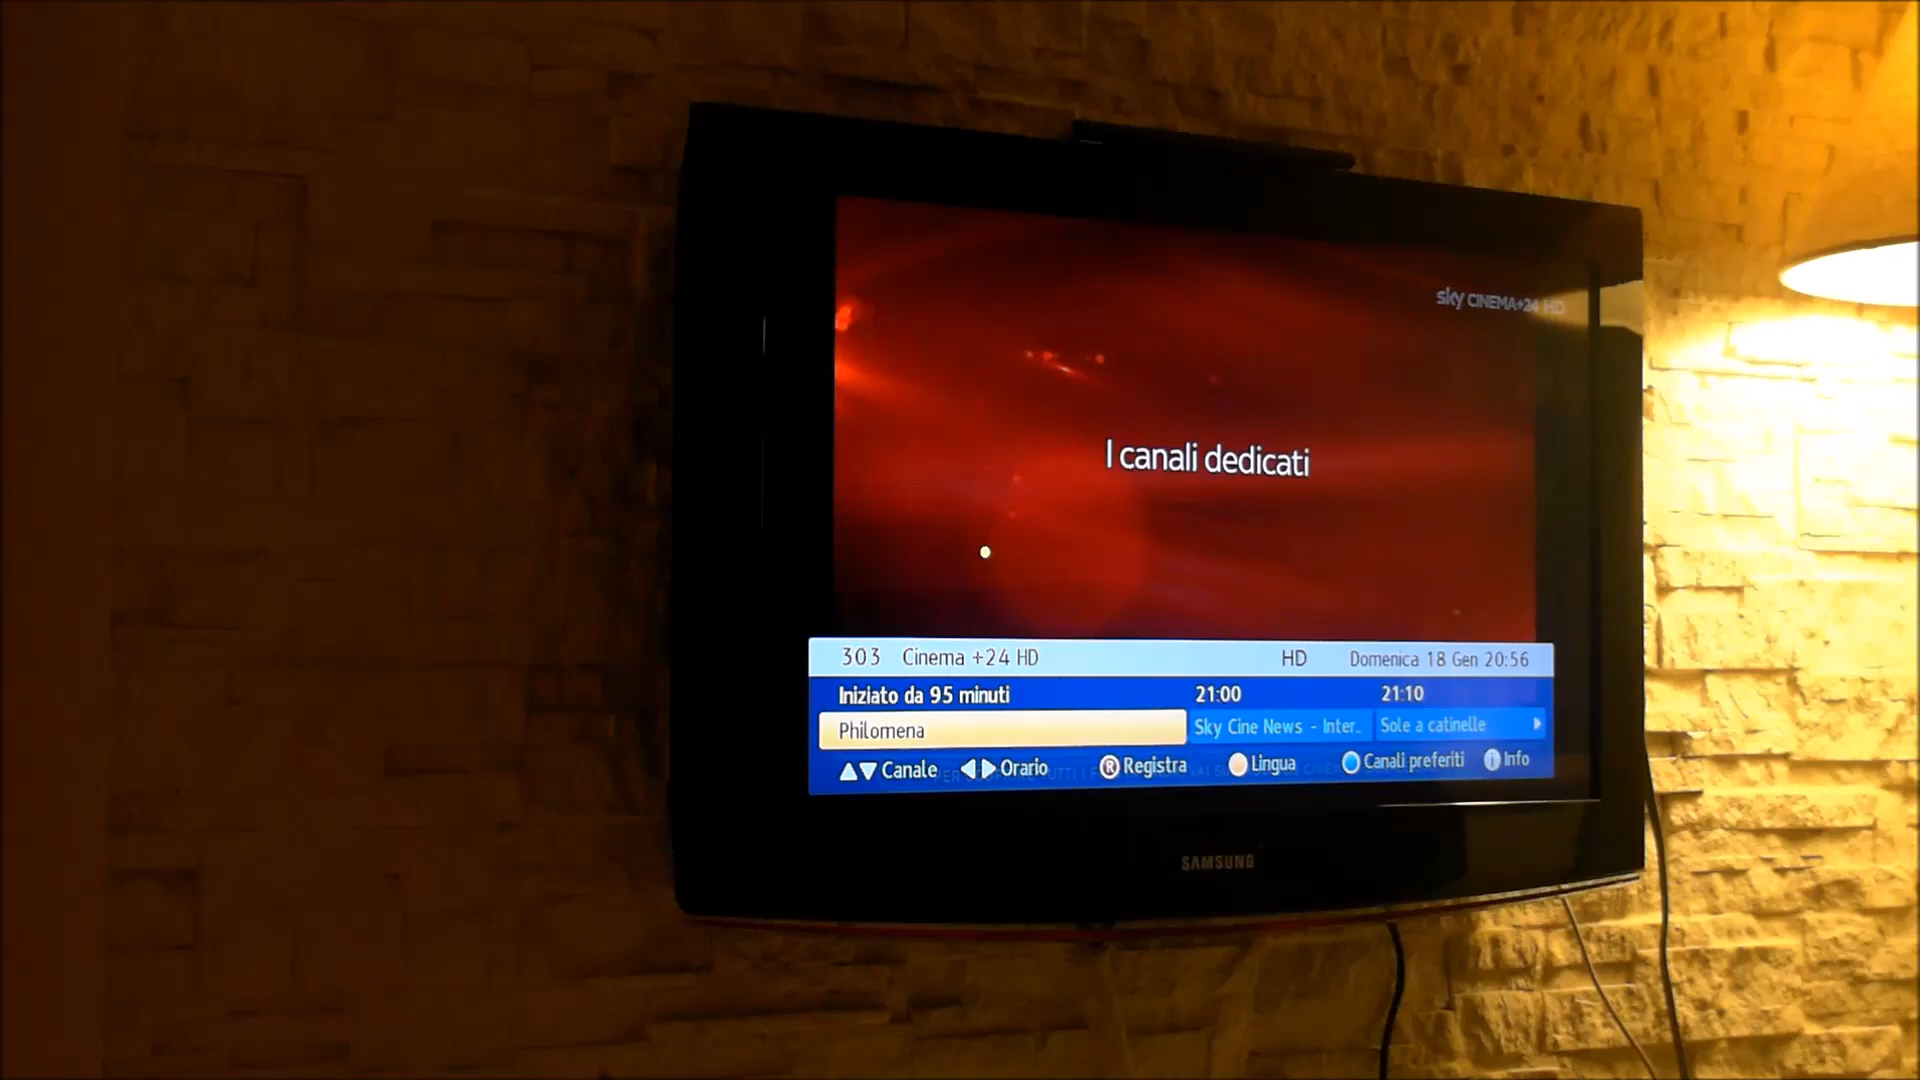 sky CINEMA+24 HD
I canali dedicati
303 Cinema +24 HD HD Domenica 18 Gen 20:56
Iniziato da 95 minuti 21:00 21:10
Philomena Sky Cine News - Inter.. Sole a catinelle
Canale Orario R Registra Lingua Canali preferiti i Info
SAMSUNG